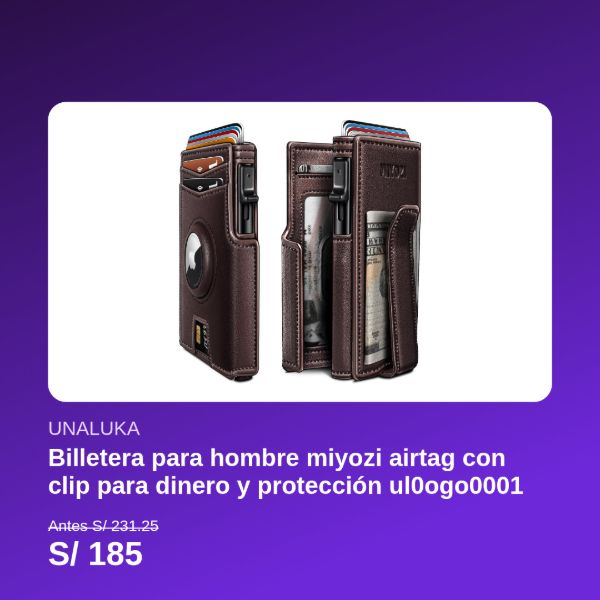 UNALUKA
Billetera para hombre miyozi airtag con
clip para dinero y protección ul0ogo0001
Antes S/ 231.25
S/ 185